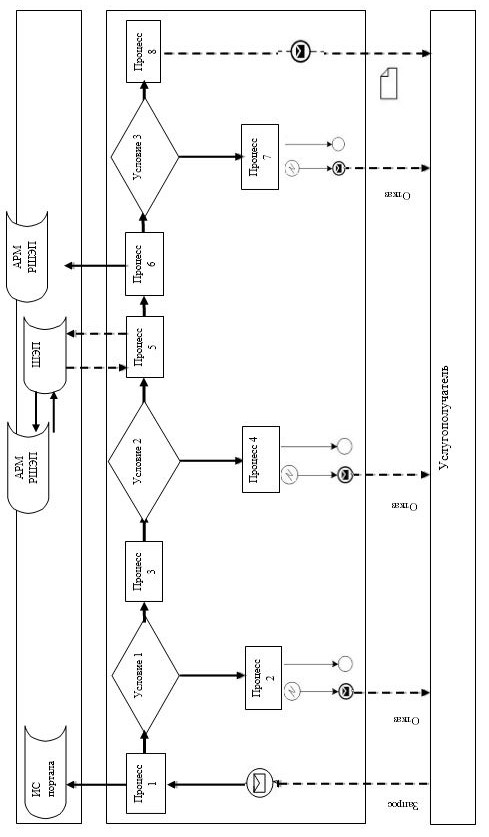 ИС
портала
АРМ
РШЭП
ШЭП
АРМ
РШЭП
Процесс
1
Условие 1
Процесс
3
Условие 2
Процесс
5
Процесс
6
Условие 3
Процесс
8
Процесс
2
Процесс 4
Процесс
7
N
N
N
Запрос
Отказ
Отказ
Отказ
Услугополучатель